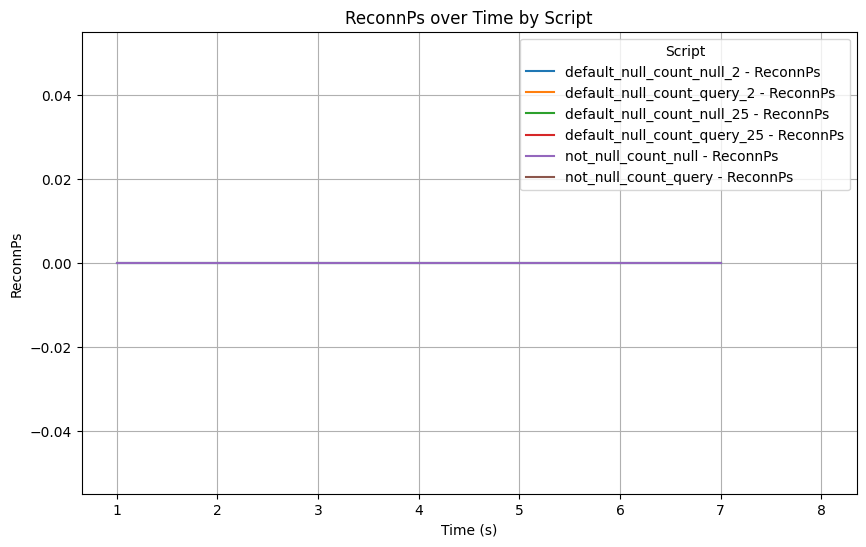 ReconnPs over Time by Script
Script
default_null_count_null_2 - ReconnPs
default_null_count_query_2 - ReconnPs
default_null_count_null_25 - ReconnPs
default_null_count_query_25 - ReconnPs
not_null_count_null - ReconnPs
not_null_count_query - ReconnPs
ReconnPs
0.04
0.02
0.00
−0.02
−0.04
1 2 3 4 5 6 7 8
Time (s)